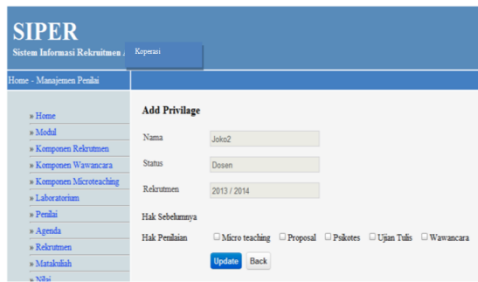 SIPER
Sistem Informasi Rekruitmen
Koperasi
Home - Manajemen Penilai
» Home
» Modul
» Komponen Rekrutmen
» Komponen Wawancara
» Komponen Microteaching
» Laboratorium
» Penilai
» Agenda
» Rekrutmen
» Matakuliah
» Nilai
Add Privilage
Nama Joko2
Status Dosen
Rekrutmen 2013 / 2014
Hak Sebelumnya
Hak Penilaian Micro teaching Proposal Psikotes Ujian Tulis Wawancara
Update Back